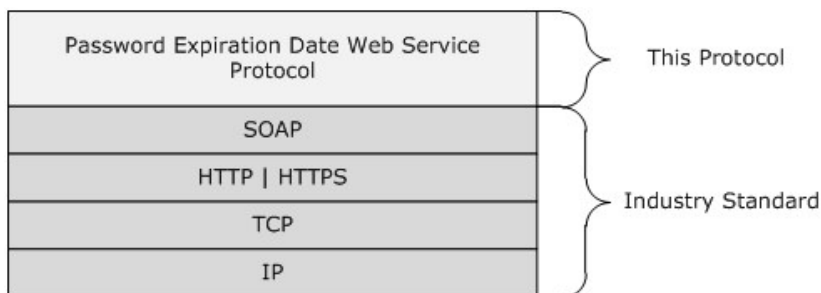 Password Expiration Date Web Service
Protocol
This Protocol
SOAP
HTTP | HTTPS
TCP
IP
Industry Standard